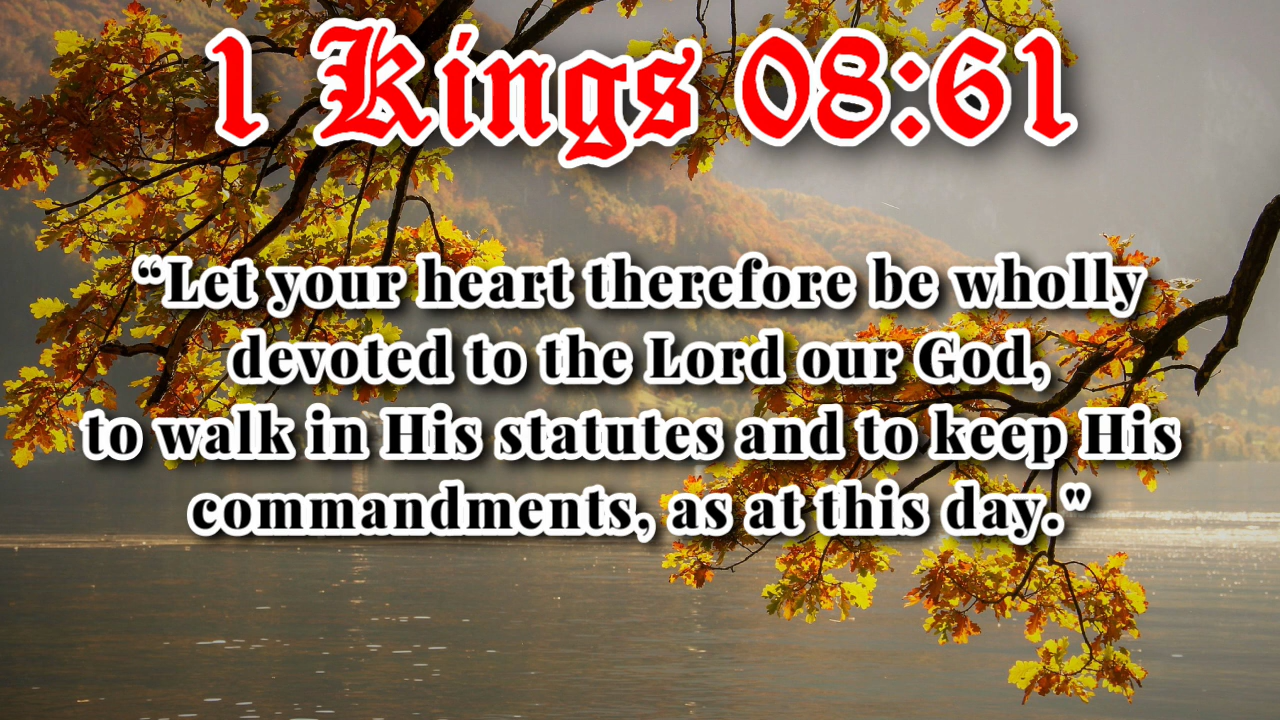 1 Kings 08:61
“Let your heart therefore be wholly
devoted to the Lord our God,
to walk in His statutes and to keep His
commandments, as at this day."